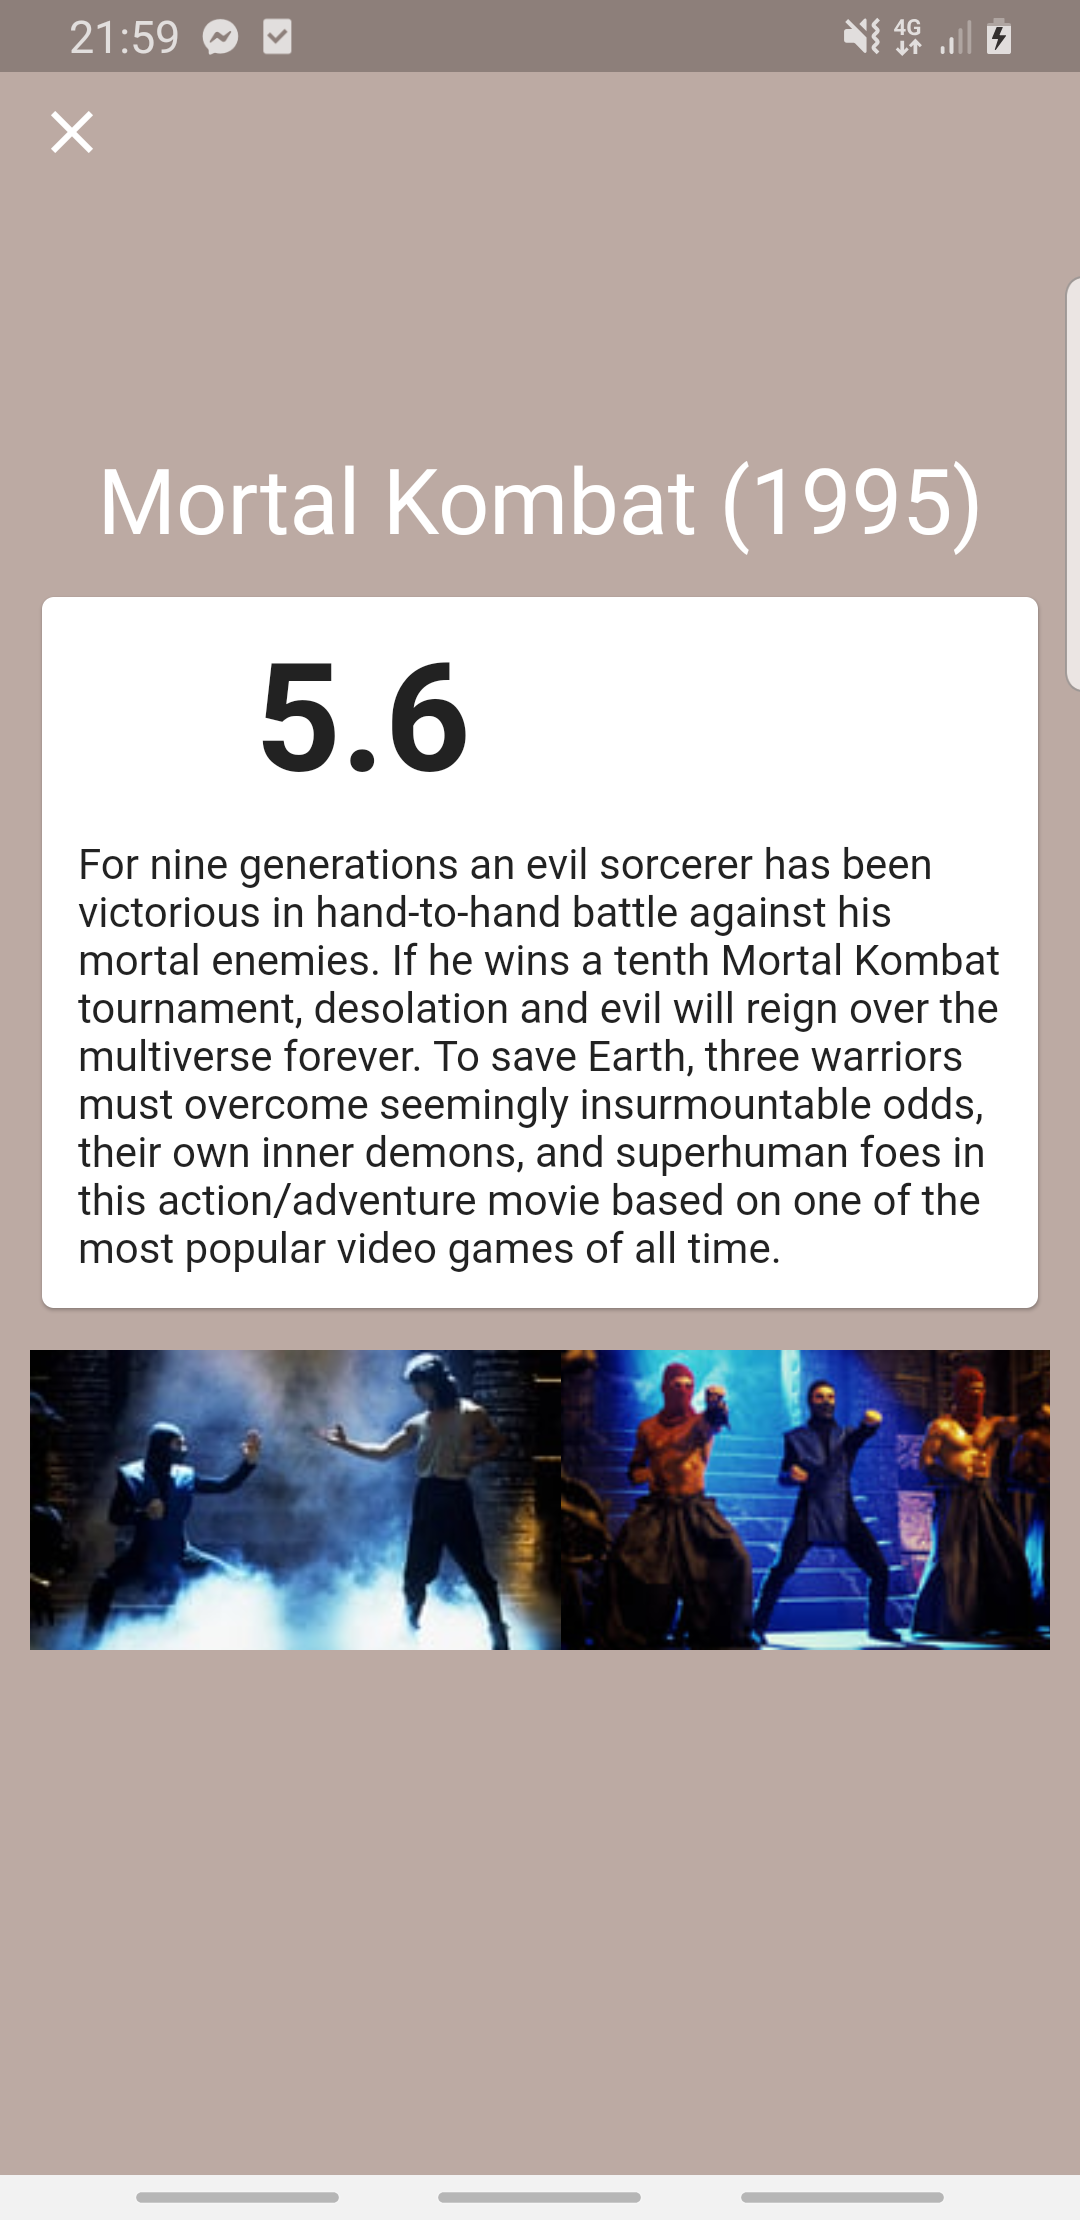 21:59
4G
Mortal Kombat (1995)
5.6
For nine generations an evil sorcerer has been
victorious in hand-to-hand battle against his
mortal enemies. If he wins a tenth Mortal Kombat
tournament, desolation and evil will reign over the
multiverse forever. To save Earth, three warriors
must overcome seemingly insurmountable odds,
their own inner demons, and superhuman foes in
this action/adventure movie based on one of the
most popular video games of all time.